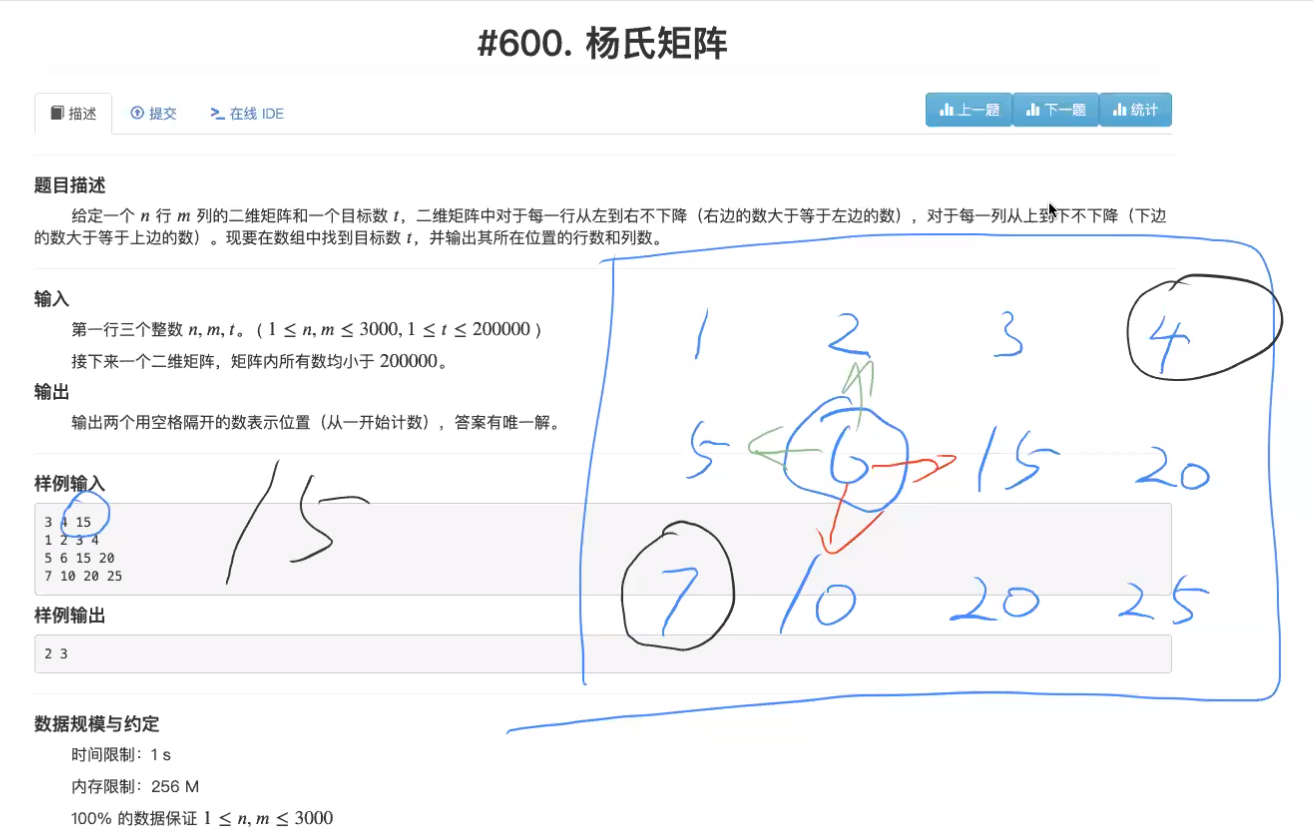 #600. 杨氏矩阵
描述 提交 在线 IDE 上一题 下一题 统计
题目描述
给定一个 n 行 m 列的二维矩阵和一个目标数 t，二维矩阵中对于每一行从左到右不下降（右边的数大于等于左边的数），对于每一列从上到下不下降（下边
的数大于等于上边的数）。现要在数组中找到目标数 t，并输出其所在位置的行数和列数。
输入
第一行三个整数 n, m, t。( 1 ≤ n, m ≤ 3000, 1 ≤ t ≤ 200000 )
接下来一个二维矩阵，矩阵内所有数均小于 200000。
输出
输出两个用空格隔开的数表示位置（从一开始计数），答案有唯一解。
样例输入
3 4 15
1 2 3 4
5 6 15 20
7 10 20 25
15
1 2 3 4
5 6 15 20
7 10 20 25
样例输出
2 3
数据规模与约定
时间限制：1 s
内存限制：256 M
100% 的数据保证 1 ≤ n, m ≤ 3000